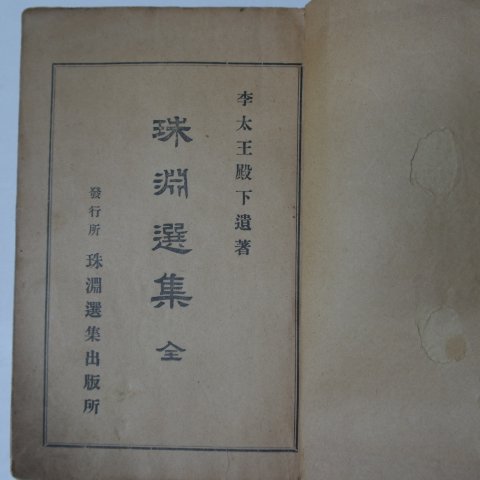 李太王殿下遺著
珠淵選集 全
發行所 珠淵選集出版所